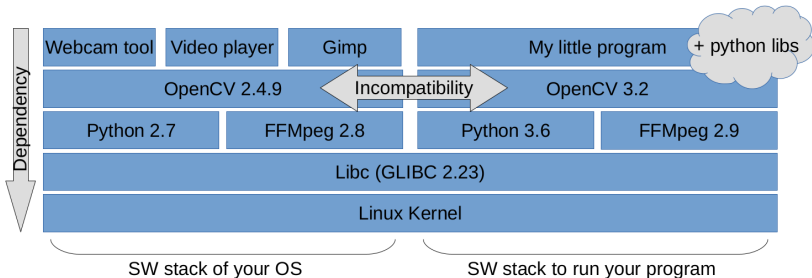 Webcam tool
Video player
Gimp
My little program
+ python libs
Dependency
OpenCV 2.4.9
Incompatibility
OpenCV 3.2
Python 2.7
FFMpeg 2.8
Python 3.6
FFMpeg 2.9
Libc (GLIBC 2.23)
Linux Kernel
SW stack of your OS
SW stack to run your program